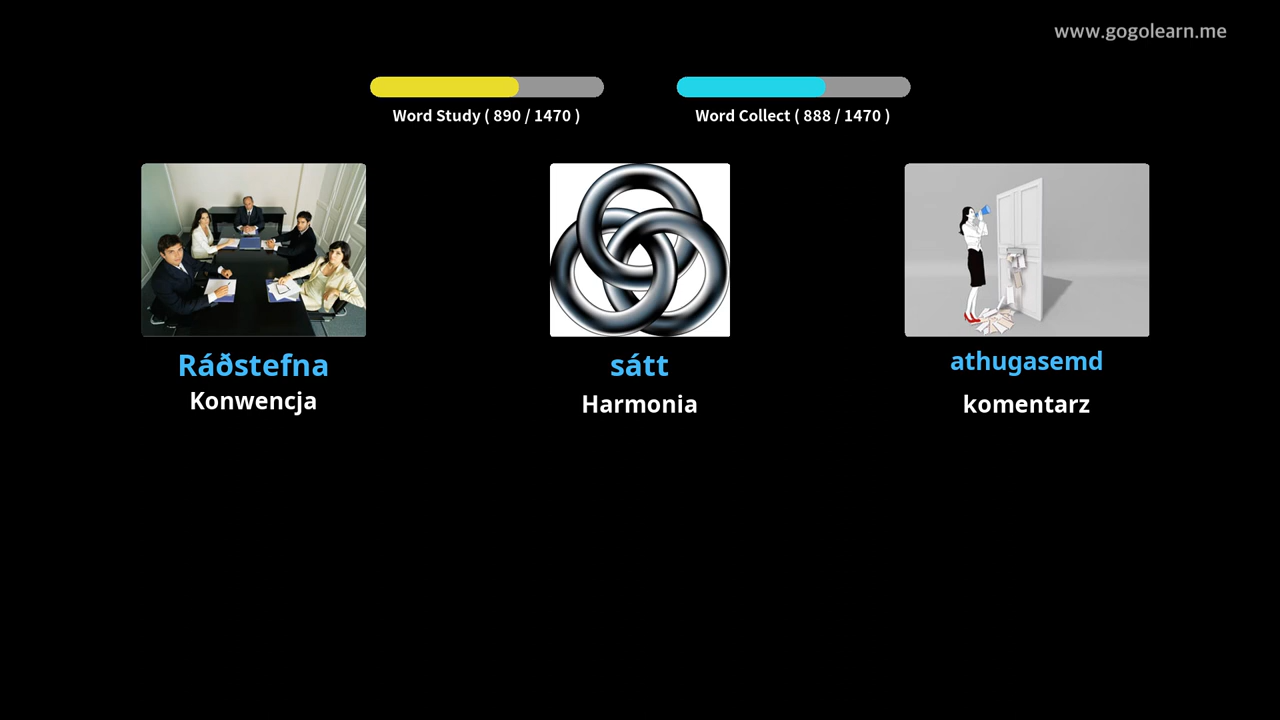 www.gogolearn.me
Word Study ( 890 / 1470 )
Word Collect ( 888 / 1470 )
Ráðstefna
Konwencja
sátt
Harmonia
athugasemd
komentarz